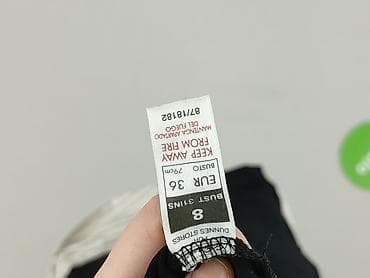 DUNNES STORES
8
BUST 31INS
EUR 36
BUSTO 79cm
KEEP AWAY
FROM FIRE
MANTENGA APARTADO
DEL FUEGO
87/18182